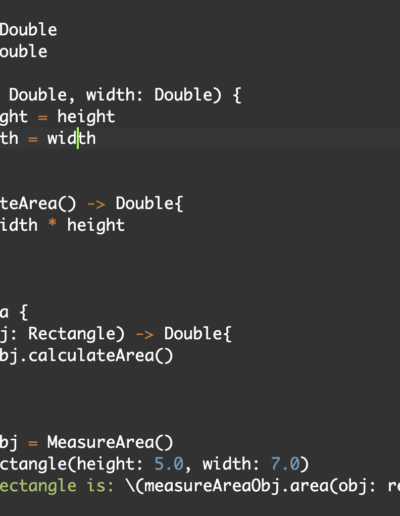 Double
ouble
Double, width: Double) {
ght = height
th = width
teArea() -> Double{
idth * height
a {
j: Rectangle) -> Double{
bj.calculateArea()
bj = MeasureArea()
ctangle(height: 5.0, width: 7.0)
ectangle is: \(measureAreaObj.area(obj: re